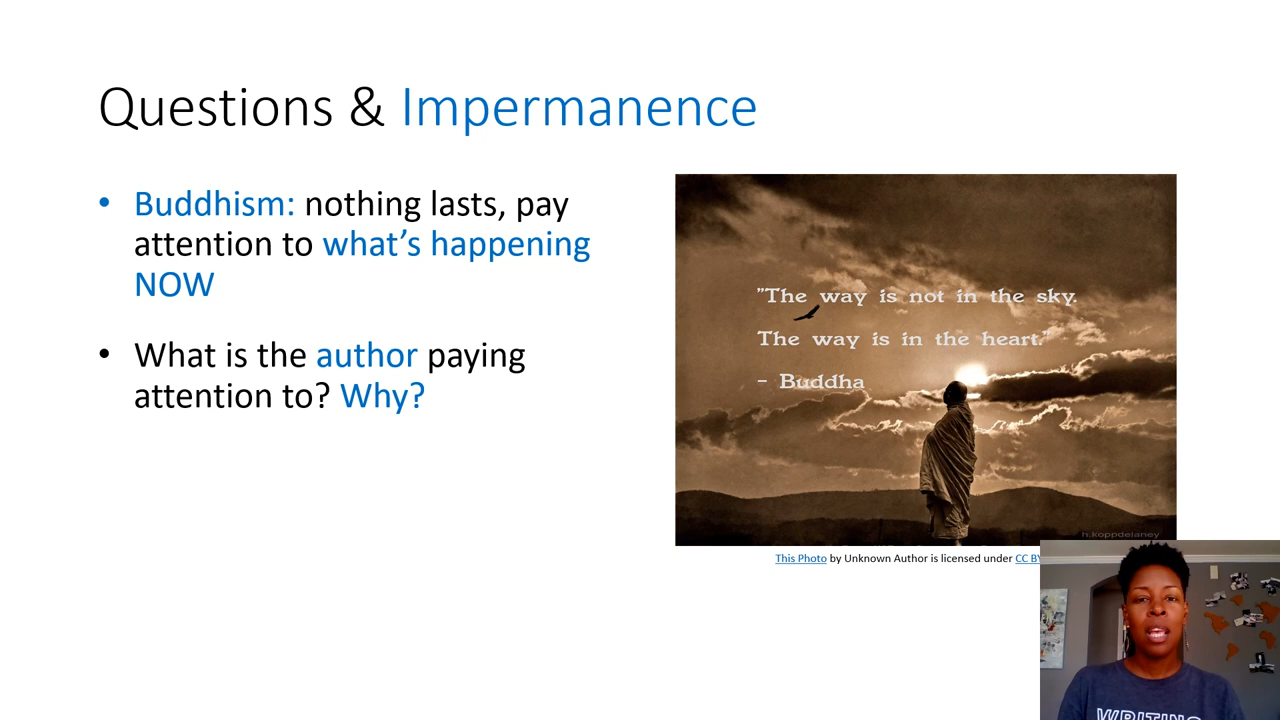 Questions & Impermanence
• Buddhism: nothing lasts, pay
attention to what’s happening
NOW
• What is the author paying
attention to? Why?
"The way is not in the sky.
The way is in the heart."
- Buddha
h.koppdelaney
This Photo by Unknown Author is licensed under CC BY
WRITING